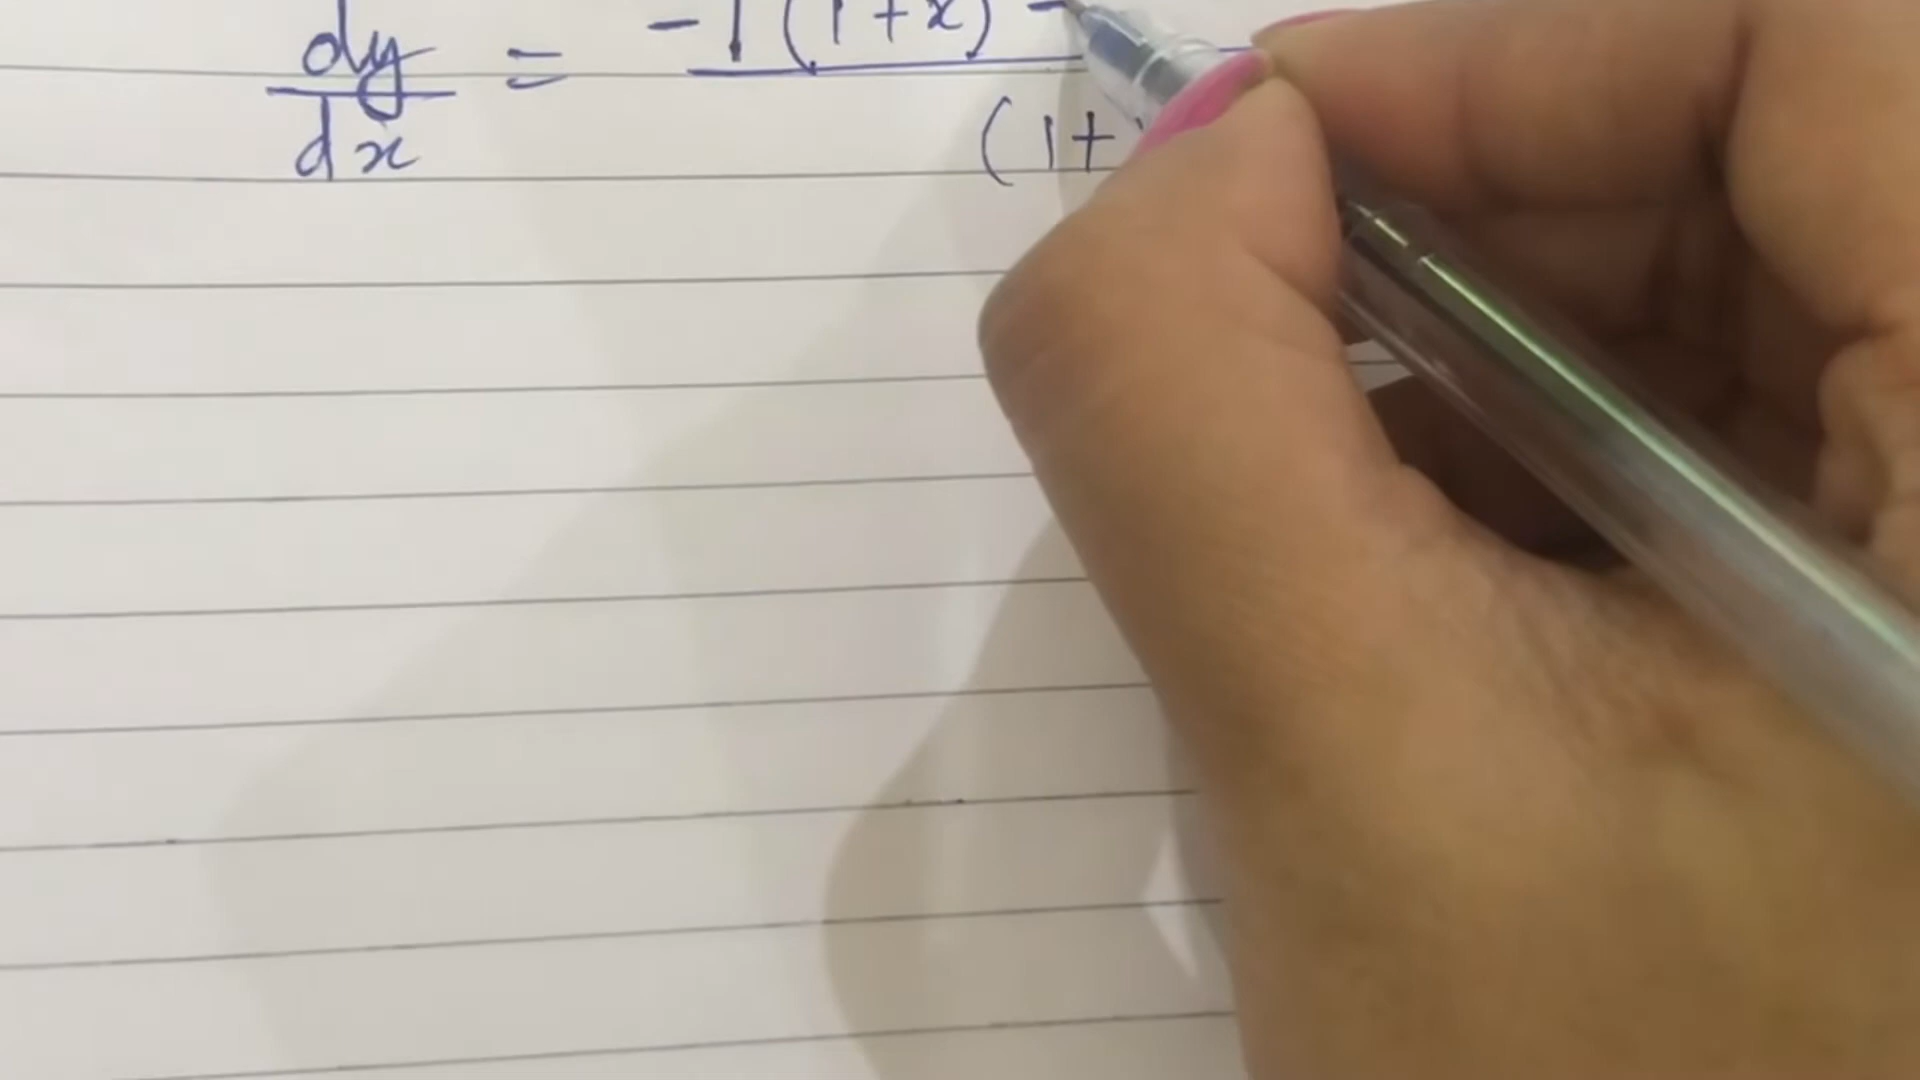 dy/dx = -1(1+x) -
(1+